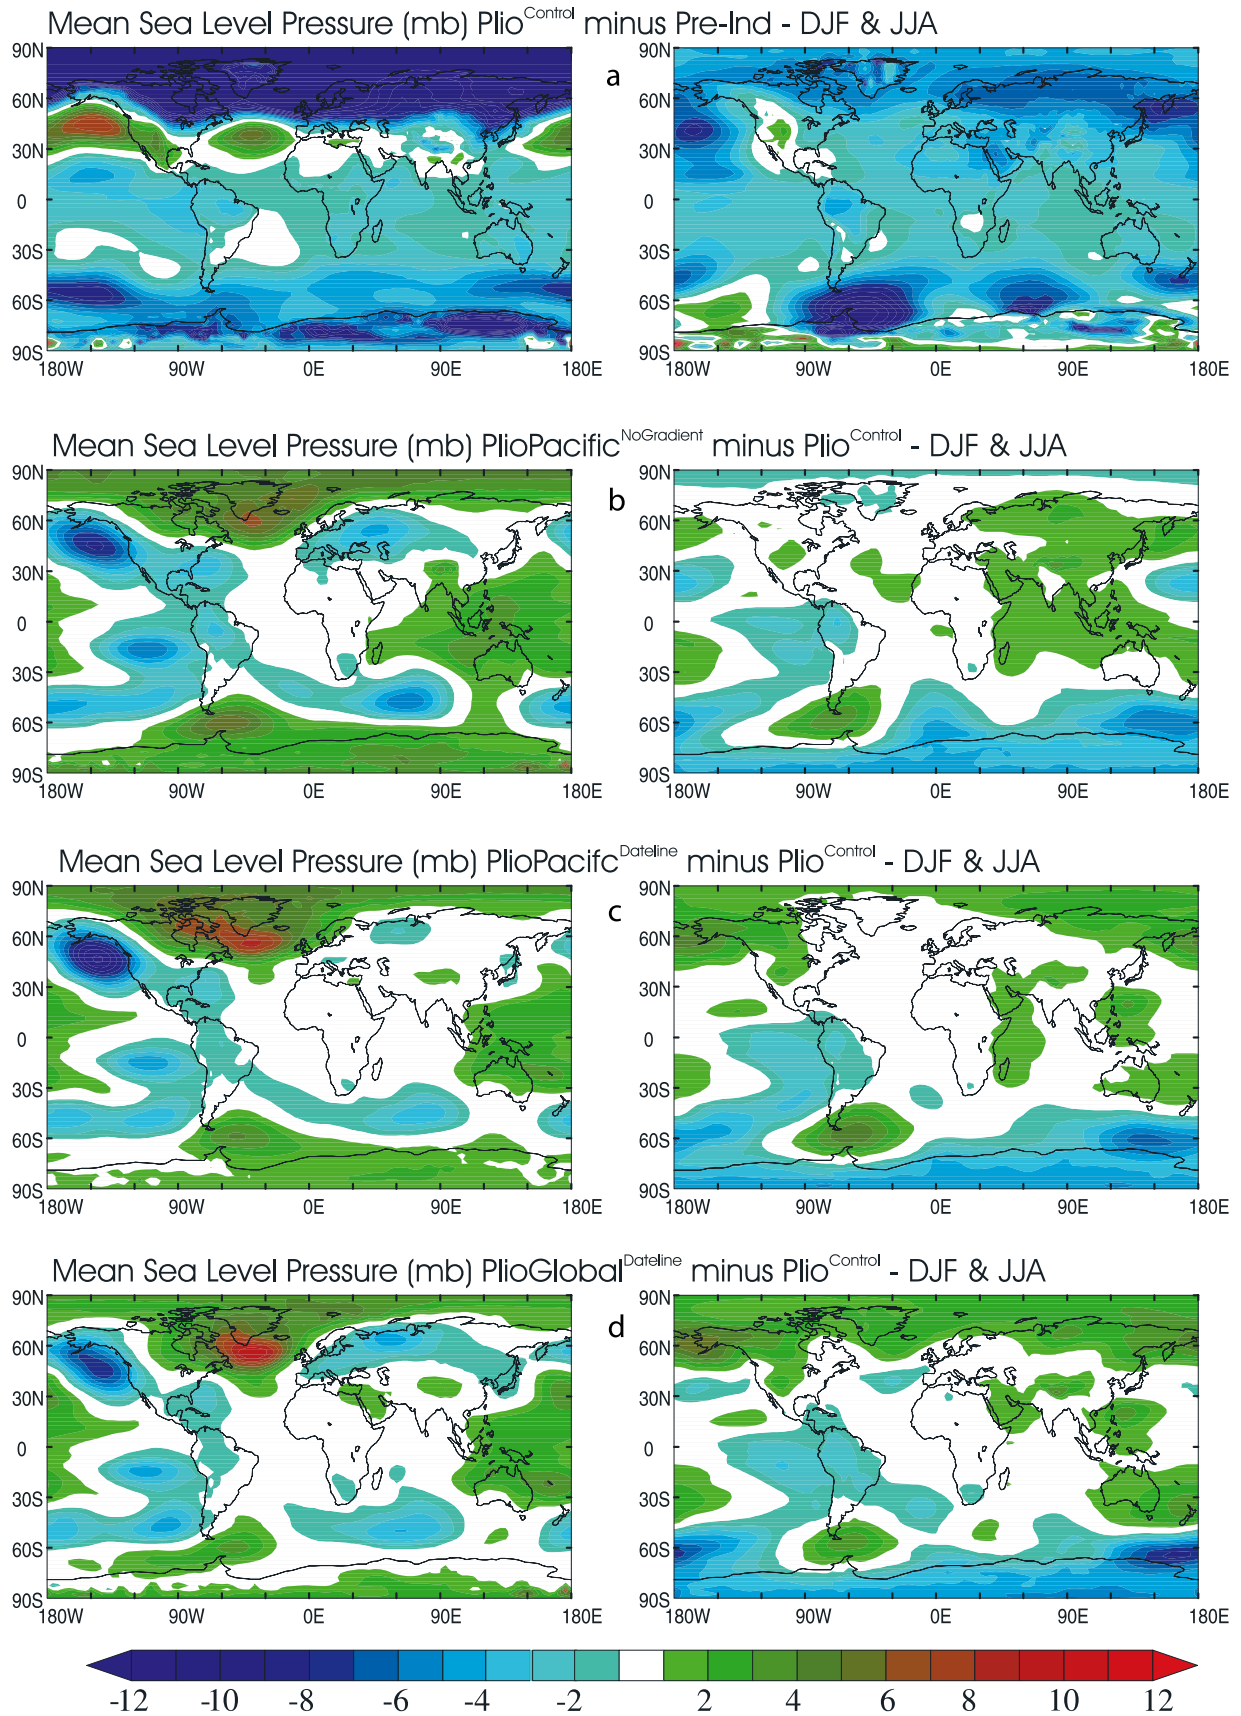 Mean Sea Level Pressure (mb) Plio^Control minus Pre-Ind - DJF & JJA
90N
60N
30N
0
30S
60S
90S
180W 90W 0E 90E 180E
a
90N
60N
30N
0
30S
60S
90S
180W 90W 0E 90E 180E
Mean Sea Level Pressure (mb) PlioPacific^NoGradient minus Plio^Control - DJF & JJA
90N
60N
30N
0
30S
60S
90S
180W 90W 0E 90E 180E
b
90N
60N
30N
0
30S
60S
90S
180W 90W 0E 90E 180E
Mean Sea Level Pressure (mb) PlioPacifc^Dateline minus Plio^Control - DJF & JJA
90N
60N
30N
0
30S
60S
90S
180W 90W 0E 90E 180E
c
90N
60N
30N
0
30S
60S
90S
180W 90W 0E 90E 180E
Mean Sea Level Pressure (mb) PlioGlobal^Dateline minus Plio^Control - DJF & JJA
90N
60N
30N
0
30S
60S
90S
180W 90W 0E 90E 180E
d
90N
60N
30N
0
30S
60S
90S
180W 90W 0E 90E 180E
-12 -10 -8 -6 -4 -2 2 4 6 8 10 12